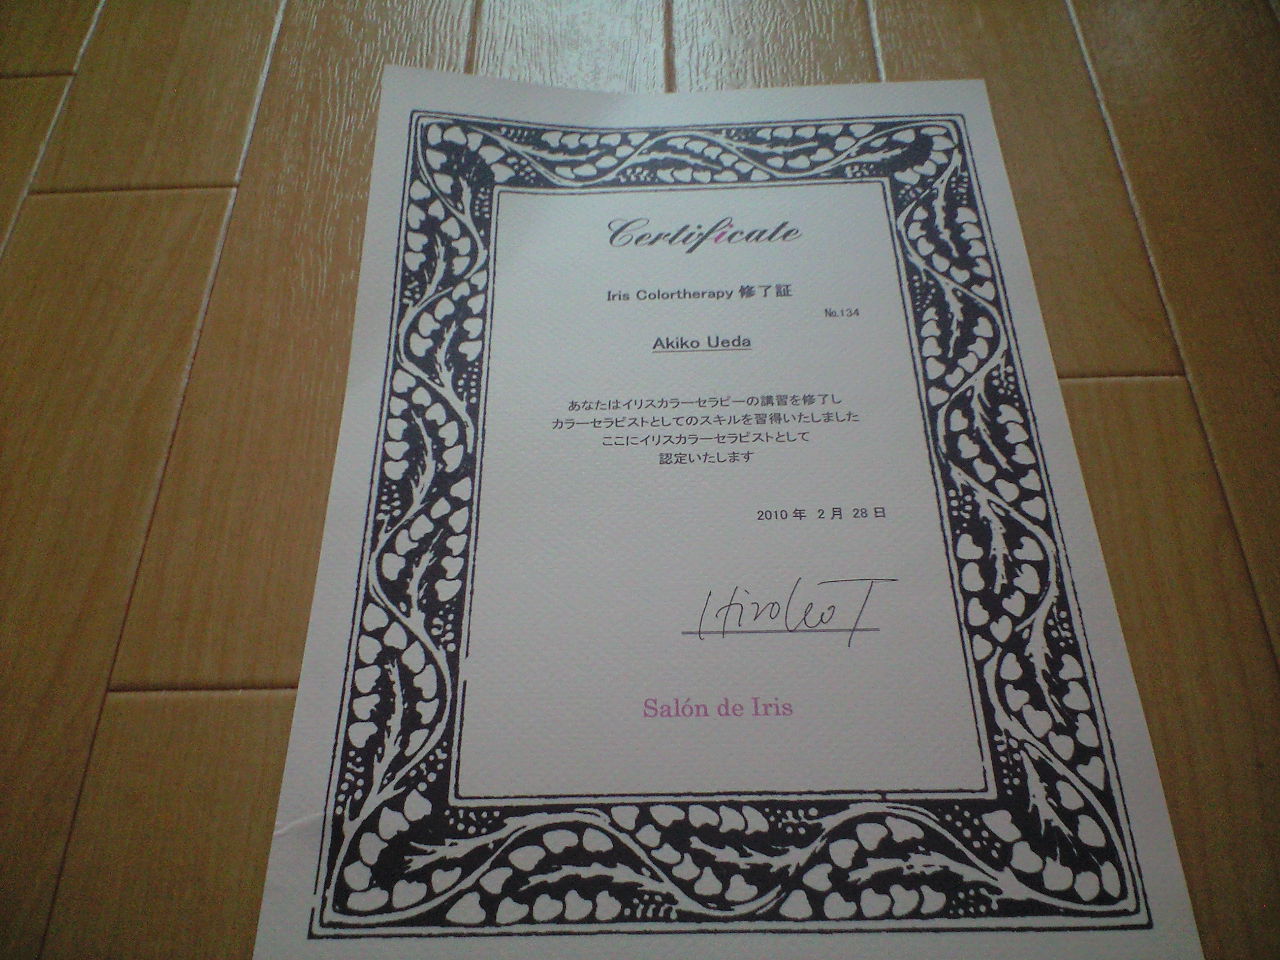 Certificate
Iris Colortherapy 修了証
№134
Akiko Ueda
あなたはイリスカラーセラピーの講習を修了し
カラーセラピストとしてのスキルを習得いたしました
ここにイリスカラーセラピストとして
認定いたします
2010 年 2 月 28 日
Hiroko T
Salón de Iris